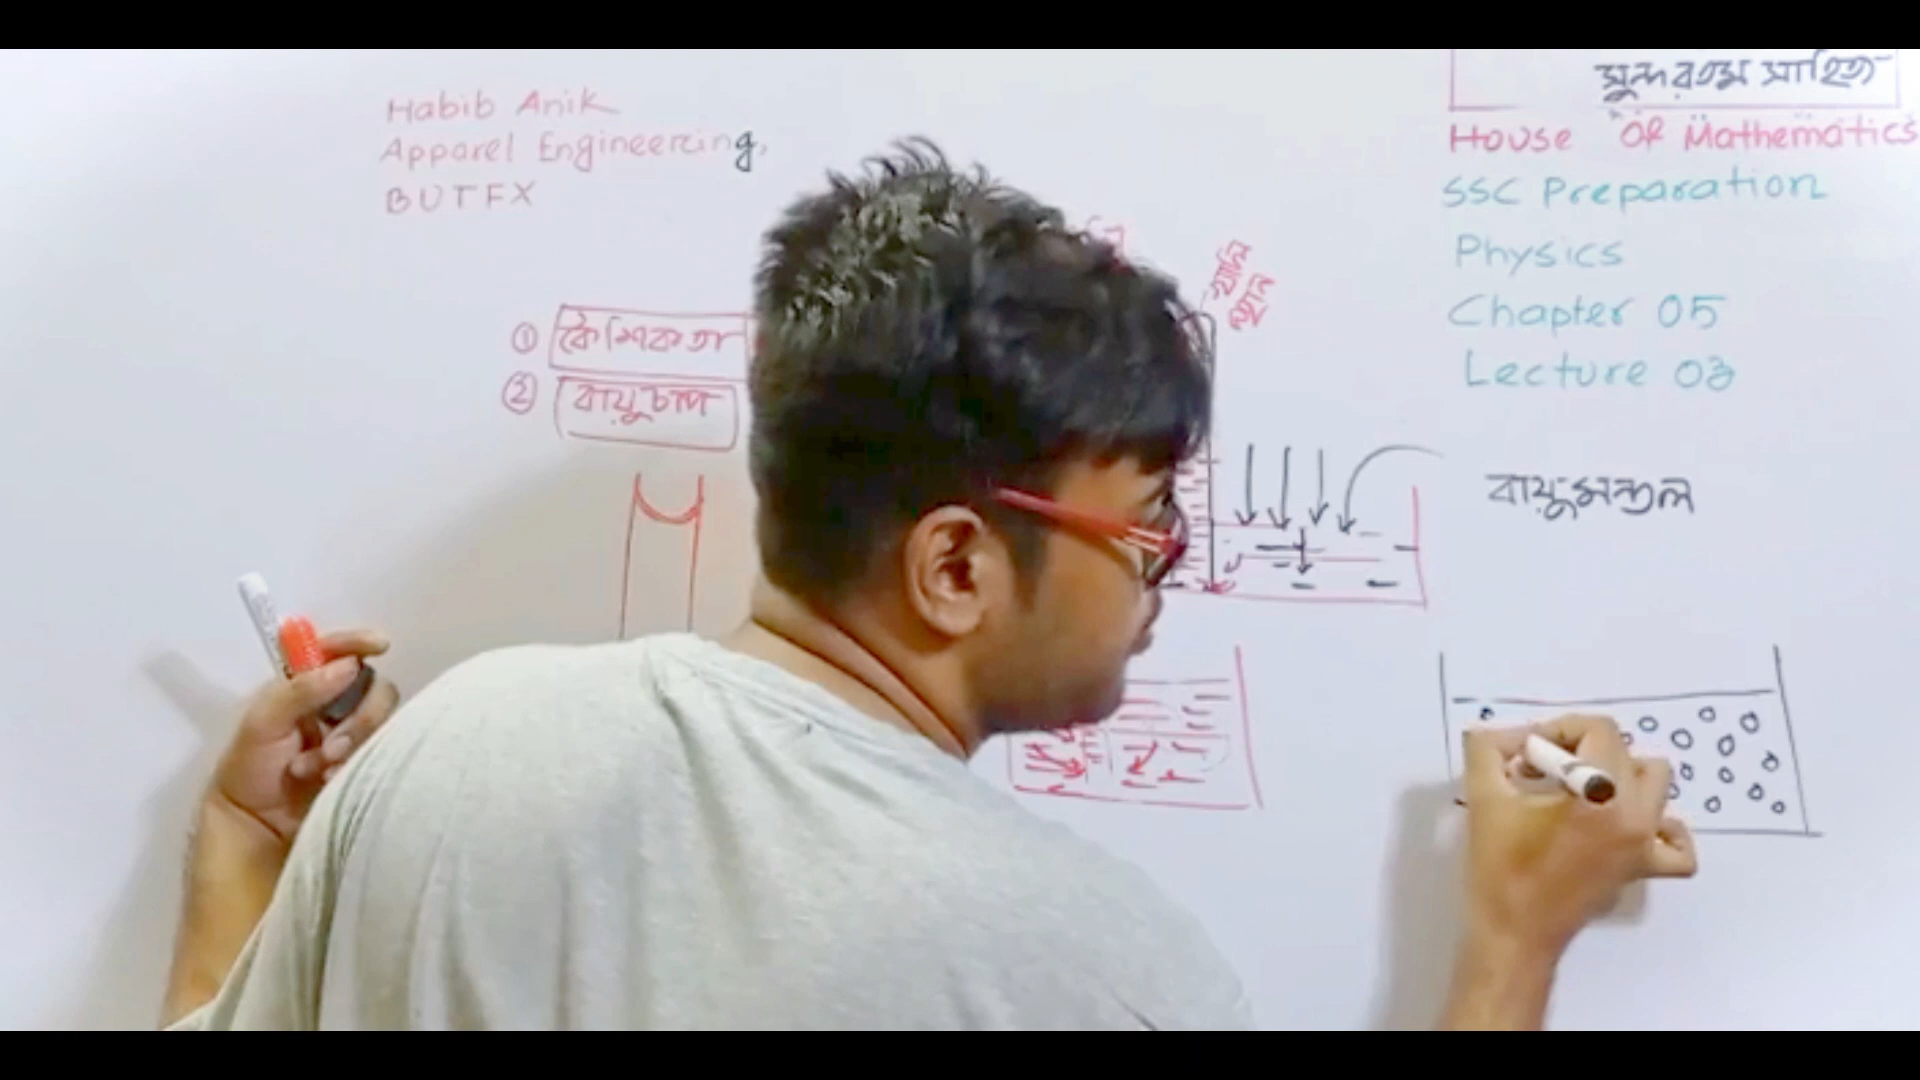 Habib Anik
Apparel Engineering,
BUTEX
সুন্দরতম সাহিত্য
House Of Mathematics
SSC Preparation
Physics
Chapter 05
Lecture 03
খালি
স্থান
① কৈশিকতা
② বায়ুচাপ
বায়ুমন্ডল